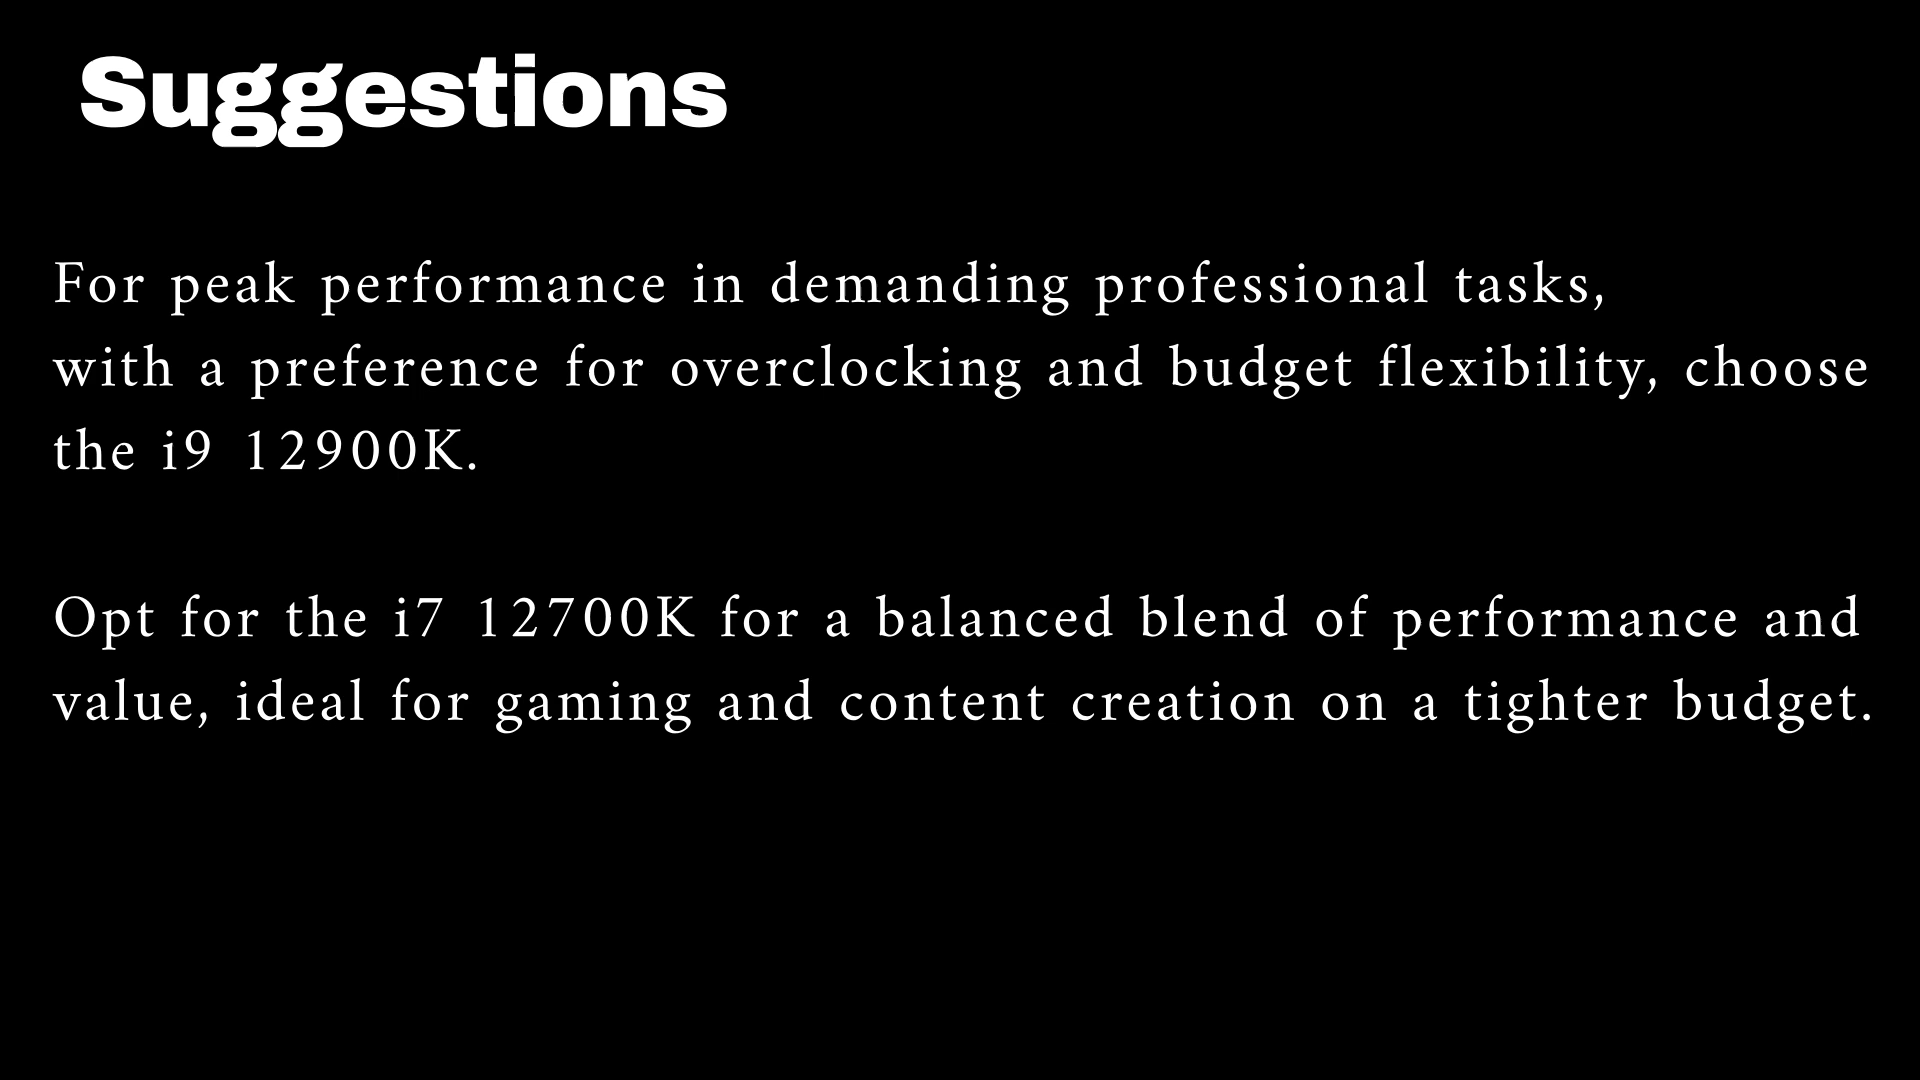 Suggestions
For peak performance in demanding professional tasks,
with a preference for overclocking and budget flexibility, choose
the i9 12900K.
Opt for the i7 12700K for a balanced blend of performance and
value, ideal for gaming and content creation on a tighter budget.